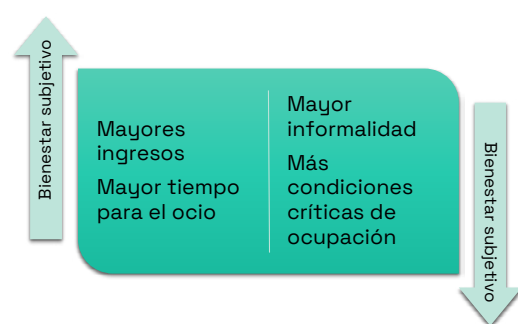 Bienestar subjetivo
Mayores
ingresos
Mayor tiempo
para el ocio
Mayor
informalidad
Más
condiciones
críticas de
ocupación
Bienestar subjetivo